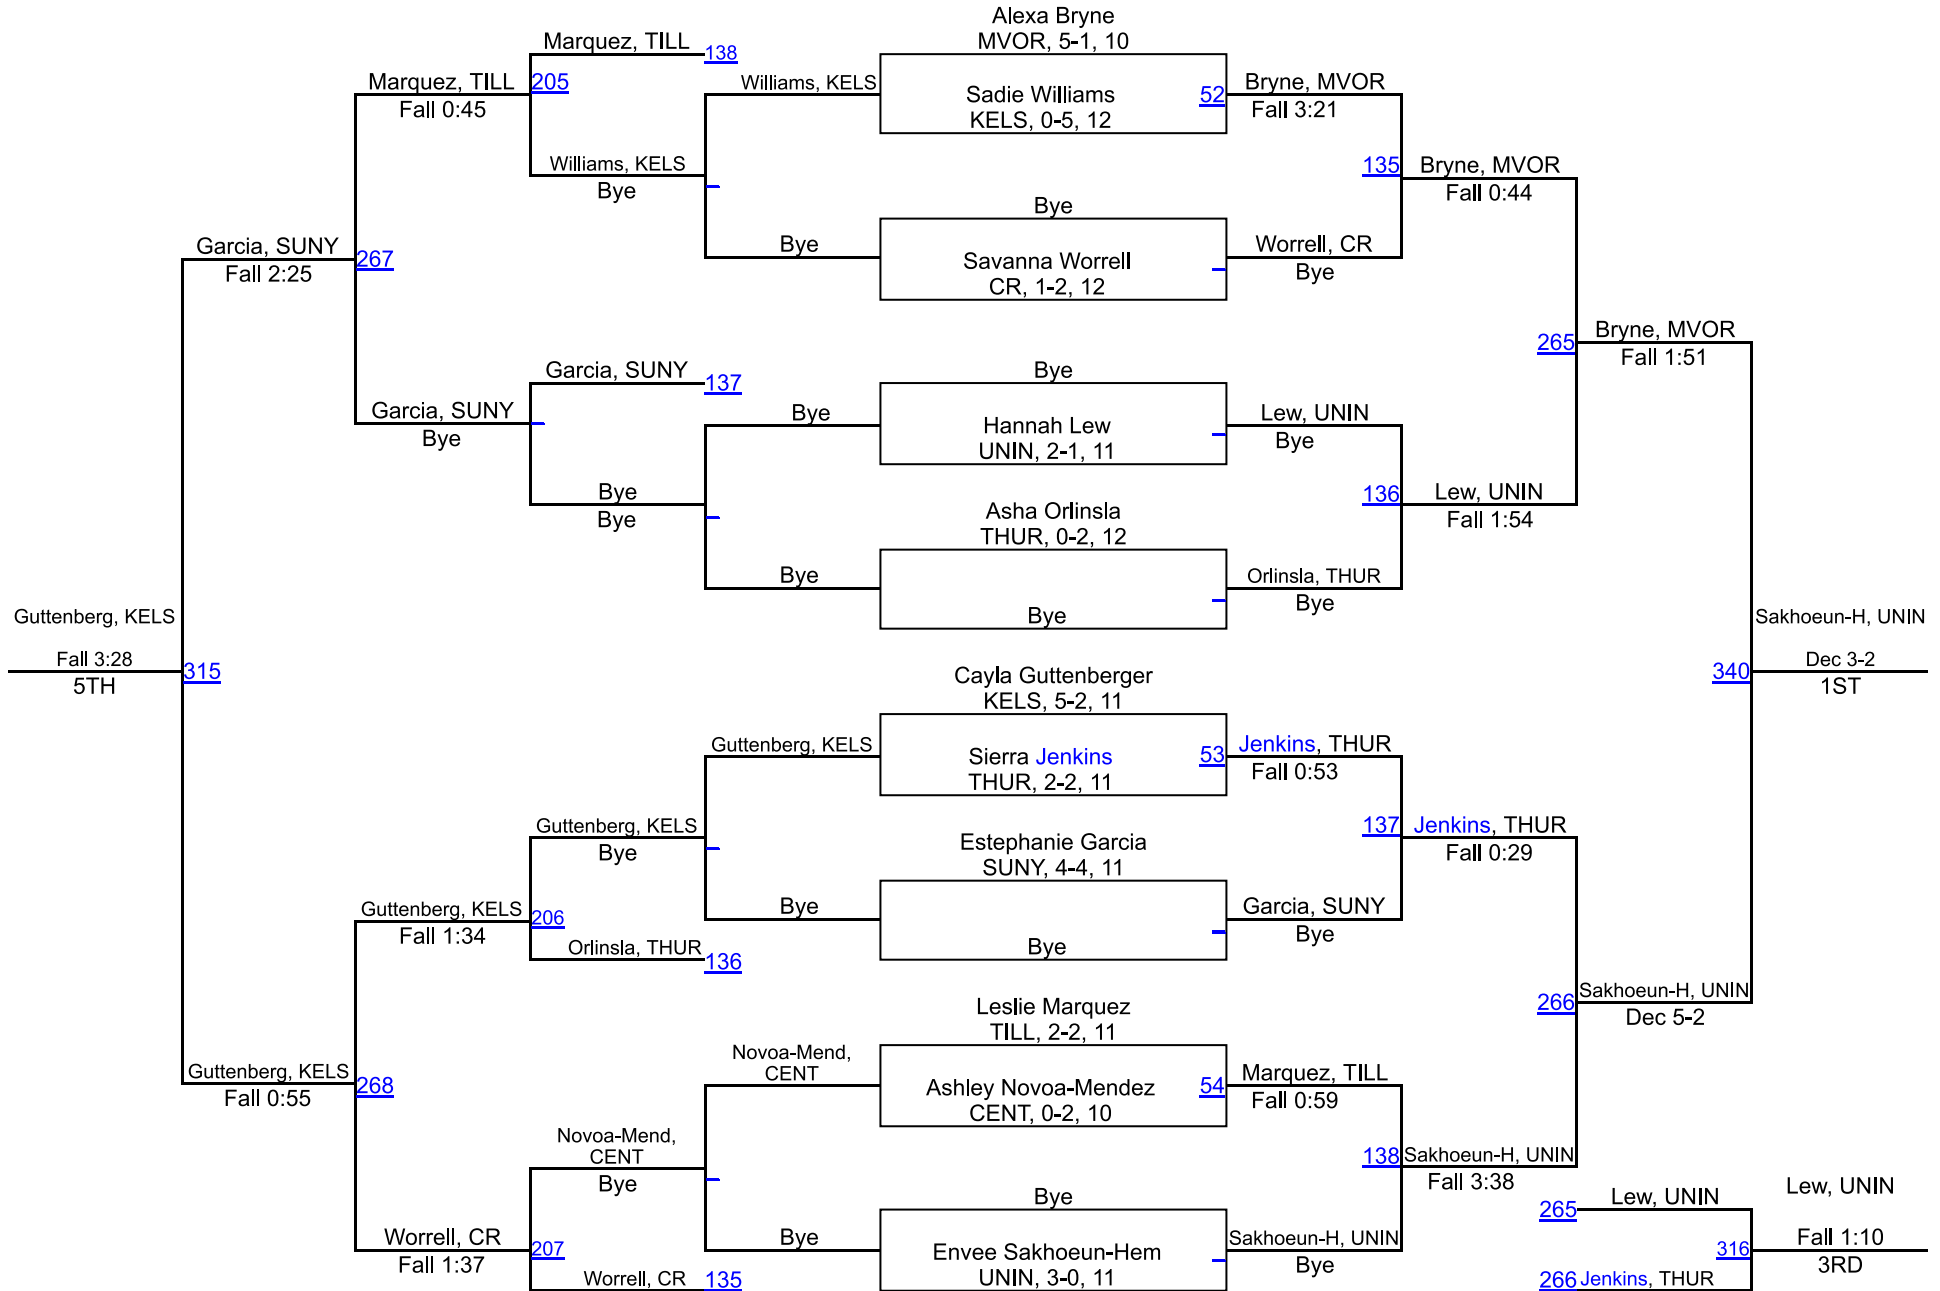 Alexa Bryne
MVOR, 5-1, 10
Marquez, TILL
138
Marquez, TILL
205
Williams, KELS
Sadie Williams
52
Bryne, MVOR
Fall 0:45
KELS, 0-5, 12
Fall 3:21
Williams, KELS
135
Bryne, MVOR
Bye
Fall 0:44
Bye
Garcia, SUNY
267
Bye
Savanna Worrell
Worrell, CR
Fall 2:25
CR, 1-2, 12
Bye
265
Bryne, MVOR
Fall 1:51
Garcia, SUNY
137
Bye
Garcia, SUNY
Bye
Hannah Lew
Lew, UNIN
Bye
UNIN, 2-1, 11
Bye
Bye
136
Lew, UNIN
Bye
Asha Orlinsla
Fall 1:54
THUR, 0-2, 12
Bye
Orlinsla, THUR
Bye
Bye
Guttenberg, KELS
Sakhoeun-H, UNIN
Fall 3:28
315
340
Dec 3-2
5TH
1ST
Cayla Guttenberger
KELS, 5-2, 11
Guttenberg, KELS
Sierra Jenkins
53
Jenkins, THUR
THUR, 2-2, 11
Fall 0:53
Guttenberg, KELS
137
Jenkins, THUR
Bye
Estephanie Garcia
Fall 0:29
SUNY, 4-4, 11
Guttenberg, KELS
206
Bye
Garcia, SUNY
Fall 1:34
Bye
Bye
Orlinsla, THUR
136
266
Sakhoeun-H, UNIN
Dec 5-2
Leslie Marquez
TILL, 2-2, 11
Novoa-Mend,
CENT
Guttenberg, KELS
268
Ashley Novoa-Mendez
54
Marquez, TILL
Fall 0:55
CENT, 0-2, 10
Fall 0:59
Novoa-Mend,
CENT
138
Sakhoeun-H, UNIN
Bye
Fall 3:38
Bye
265
Lew, UNIN
Lew, UNIN
Worrell, CR
207
Bye
Envee Sakhoeun-Hem
Sakhoeun-H, UNIN
316
Fall 1:10
Fall 1:37
UNIN, 3-0, 11
Bye
3RD
Worrell, CR
135
266
Jenkins, THUR